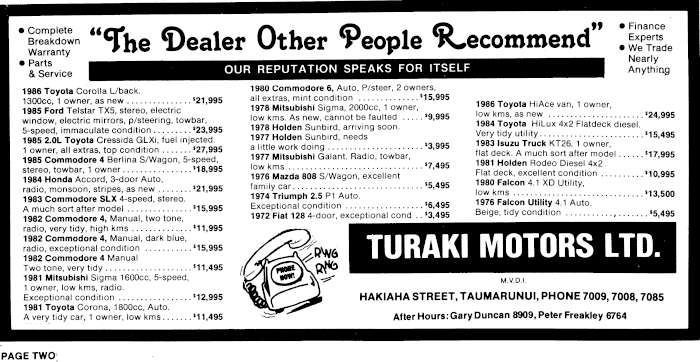 • Complete
Breakdown
Warranty
• Parts
& Service
"The Dealer Other People Recommend"
• Finance
Experts
• We Trade
Nearly
Anything
OUR REPUTATION SPEAKS FOR ITSELF
1986 Toyota Corolla L/back.
1300cc, 1 owner, as new ............... $21,995
1985 Ford Telstar TX5, stereo, electric
window, electric mirrors, p/steering, towbar,
5-speed, immaculate condition ....... $23,995
1985 2.0L Toyota Cressida GLXi, fuel injected.
1 owner, all extras, top condition ..... $27,995
1985 Commodore 4 Berlina S/Wagon, 5-speed,
stereo, towbar, 1 owner ................. $18,995
1984 Honda Accord, 3-door Auto,
radio, monsoon, stripes, as new ....... $21,995
1983 Commodore SLX 4-speed, stereo.
A much sort after model ................ $15,995
1982 Commodore 4, Manual, two tone,
radio, very tidy, high kms .............. $11,995
1982 Commodore 4, Manual, dark blue,
radio, exceptional condition ........... $15,995
1982 Commodore 4 Manual
Two tone, very tidy ...................... $11,495
1981 Mitsubishi Sigma 1600cc, 5-speed,
1 owner, low kms, radio.
Exceptional condition ................... $12,995
1981 Toyota Corona, 1800cc, Auto.
A very tidy car, 1 owner, low kms ...... $11,495
1980 Commodore 6, Auto, P/steer, 2 owners,
all extras, mint condition ............... $15,995
1978 Mitsubishi Sigma, 2000cc, 1 owner,
low kms. As new, cannot be faulted .... $9,995
1978 Holden Sunbird, arriving soon.
1977 Holden Sunbird, needs
a little work doing ....................... $3,995
1977 Mitsubishi Galant. Radio, towbar,
low kms .................................... $7,495
1976 Mazda 808 S/Wagon, excellent
family car .................................. $5,495
1974 Triumph 2.5 P1 Auto.
Exceptional condition ................... $6,495
1972 Fiat 128 4-door, exceptional cond .. $3,495
1986 Toyota HiAce van, 1 owner,
low kms, as new .......................... $24,995
1984 Toyota HiLux 4x2 Flatdeck diesel.
Very tidy utility ........................... $15,495
1983 Isuzu Truck KT26, 1 owner,
flat deck. A much sort after model ..... $17,995
1981 Holden Rodeo Diesel 4x2
Flat deck, excellent condition .......... $10,995
1980 Falcon 4.1 XD Utility,
low kms .................................... $13,500
1976 Falcon Utility 4.1 Auto.
Beige, tidy condition .................... $5,495
RING
RING
PHONE
NOW!
TURAKI MOTORS LTD.
M.V.D.I.
HAKIAHA STREET, TAUMARUNUI, PHONE 7009, 7008, 7085
After Hours: Gary Duncan 8909, Peter Freakley 6764
PAGE TWO